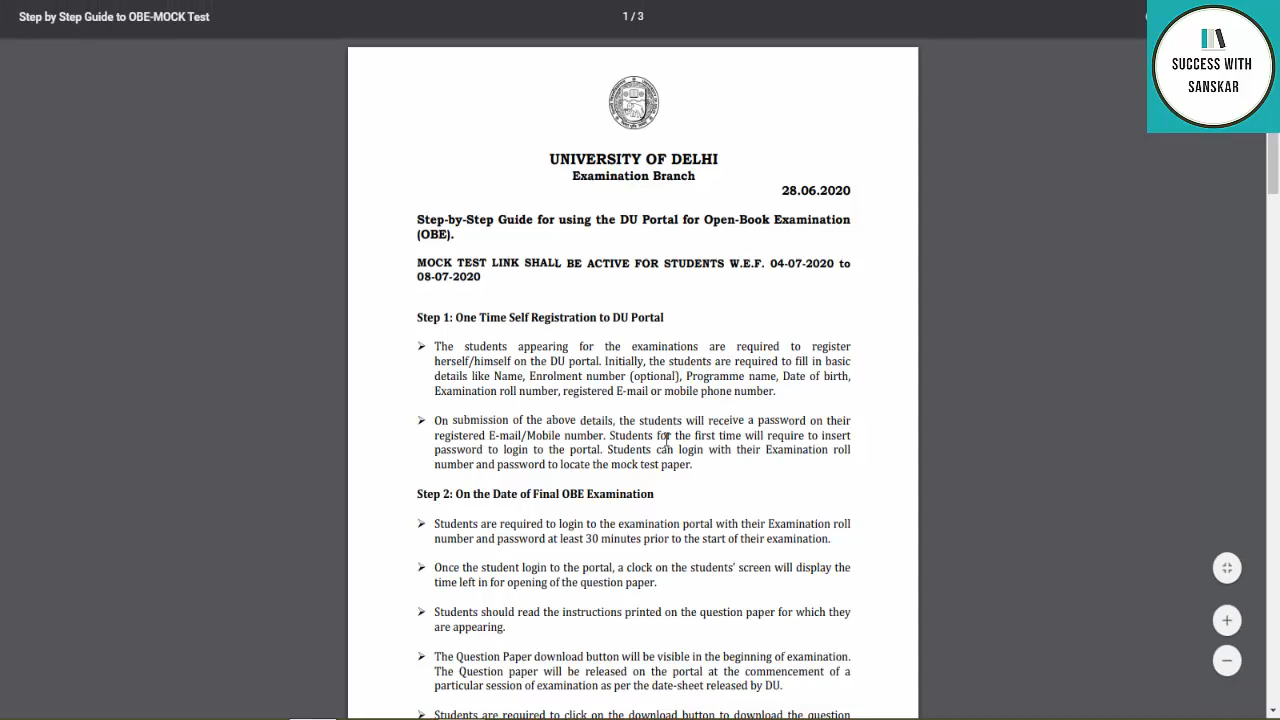 Step by Step Guide to OBE-MOCK Test
1 / 3
SUCCESS WITH
SANSKAR
UNIVERSITY OF DELHI
Examination Branch
28.06.2020
Step-by-Step Guide for using the DU Portal for Open-Book Examination
(OBE).
MOCK TEST LINK SHALL BE ACTIVE FOR STUDENTS W.E.F. 04-07-2020 to
08-07-2020
Step 1: One Time Self Registration to DU Portal
➢ The students appearing for the examinations are required to register
herself/himself on the DU portal. Initially, the students are required to fill in basic
details like Name, Enrolment number (optional), Programme name, Date of birth,
Examination roll number, registered E-mail or mobile phone number.
➢ On submission of the above details, the students will receive a password on their
registered E-mail/Mobile number. Students for the first time will require to insert
password to login to the portal. Students can login with their Examination roll
number and password to locate the mock test paper.
Step 2: On the Date of Final OBE Examination
➢ Students are required to login to the examination portal with their Examination roll
number and password at least 30 minutes prior to the start of their examination.
➢ Once the student login to the portal, a clock on the students' screen will display the
time left in for opening of the question paper.
➢ Students should read the instructions printed on the question paper for which they
are appearing.
➢ The Question Paper download button will be visible in the beginning of examination.
The Question paper will be released on the portal at the commencement of a
particular session of examination as per the date-sheet released by DU.
➢ Students are required to click on the download button to download the question